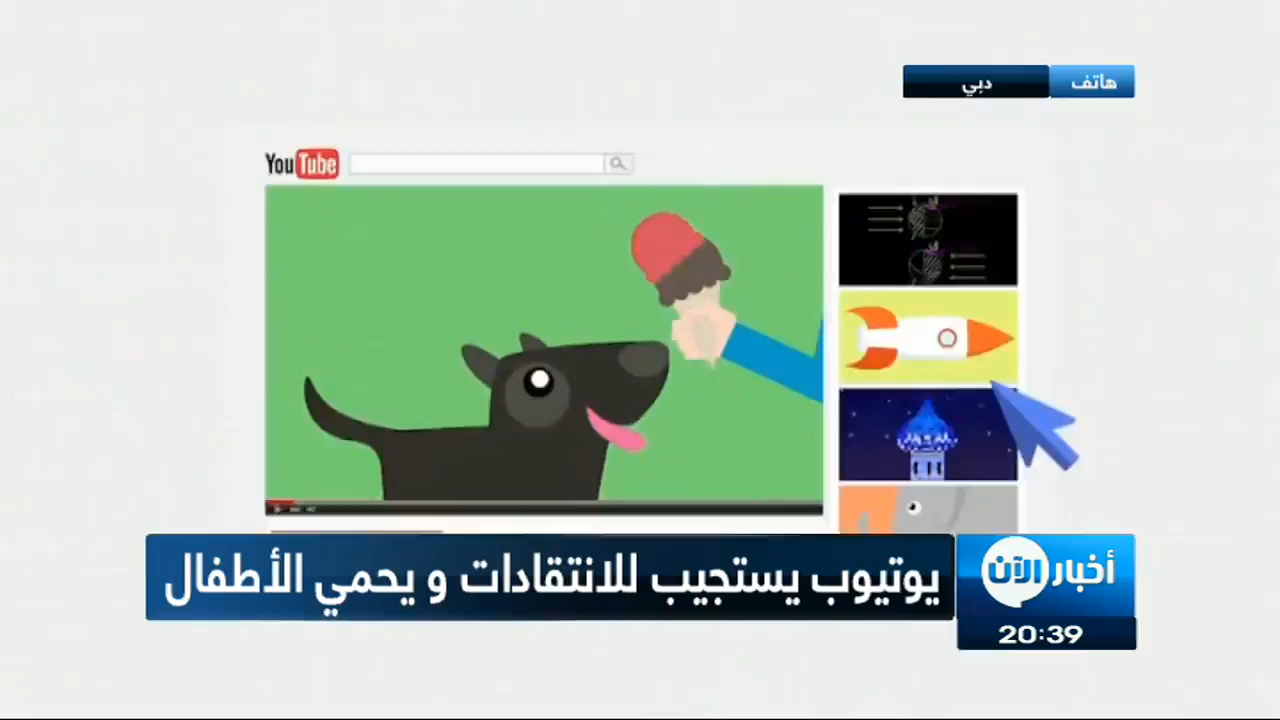 هاتف
دبي
YouTube
يوتيوب يستجيب للانتقادات و يحمي الأطفال
أخبار الآن
20:39